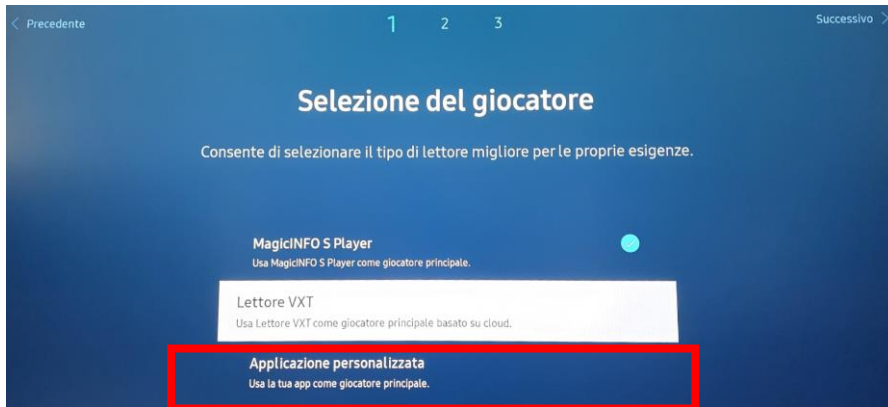 Precedente
1 2 3
Successivo
Selezione del giocatore
Consente di selezionare il tipo di lettore migliore per le proprie esigenze.
MagicINFO S Player
Usa MagicINFO S Player come giocatore principale.
Lettore VXT
Usa Lettore VXT come giocatore principale basato su cloud.
Applicazione personalizzata
Usa la tua app come giocatore principale.